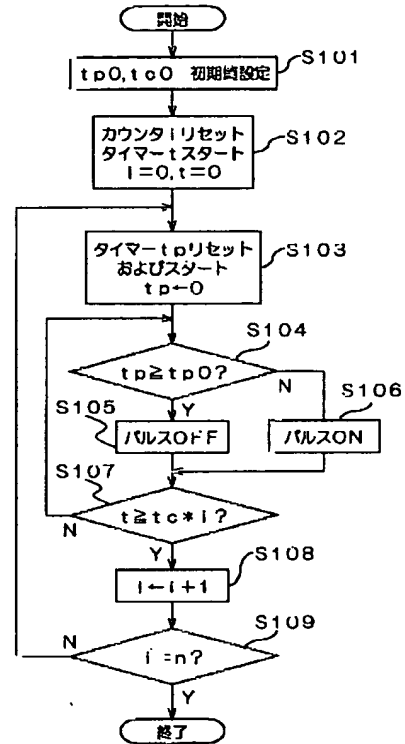 開始
tp0,tc0 初期値設定
S101
カウンタiリセット
タイマーtスタート
i=0,t=0
S102
タイマーtpリセット
およびスタート
tp←0
S103
tp≧tp0?
S104
N
Y
S105
パルスOFF
S106
パルスON
S107
t≧tc*i?
N
Y
S108
i←i+1
S109
N
i=n?
Y
終了